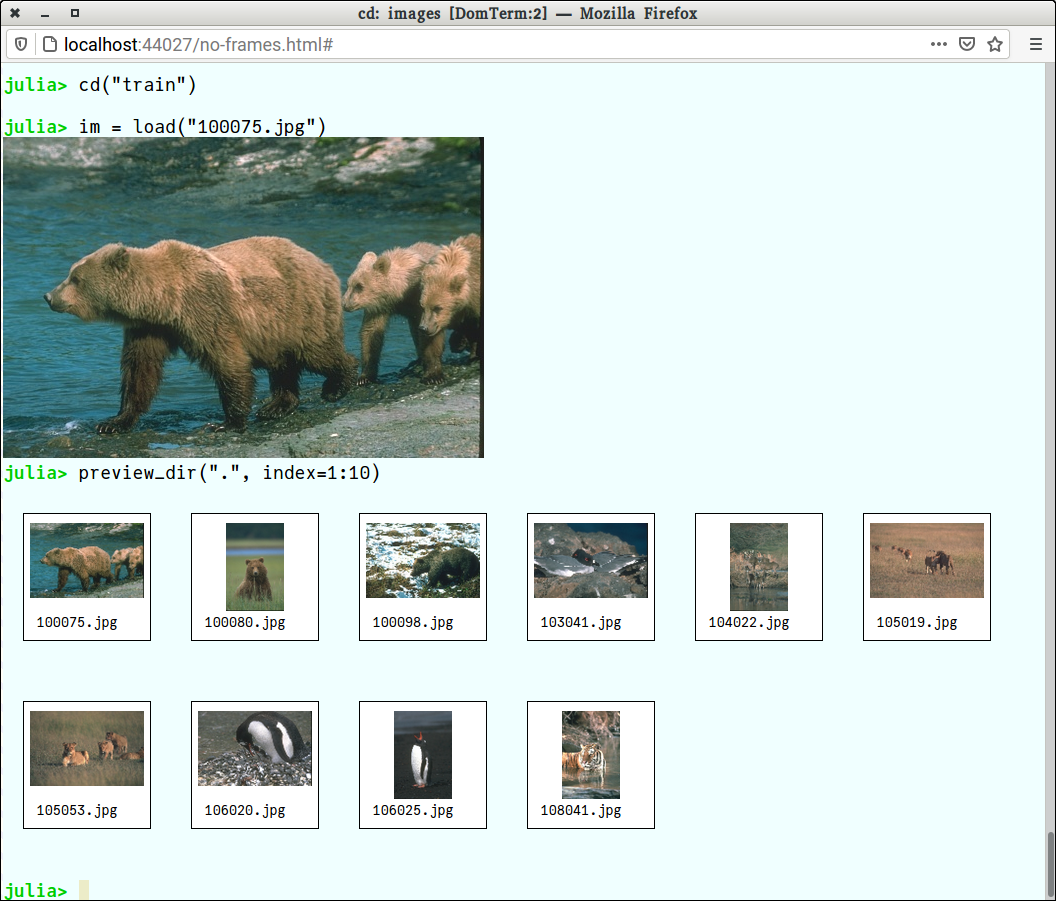 cd: images [DomTerm:2] — Mozilla Firefox
localhost:44027/no-frames.html#
julia> cd("train")
julia> im = load("100075.jpg")
julia> preview_dir(".", index=1:10)
100075.jpg 100080.jpg 100098.jpg 103041.jpg 104022.jpg 105019.jpg
105053.jpg 106020.jpg 106025.jpg 108041.jpg
julia>